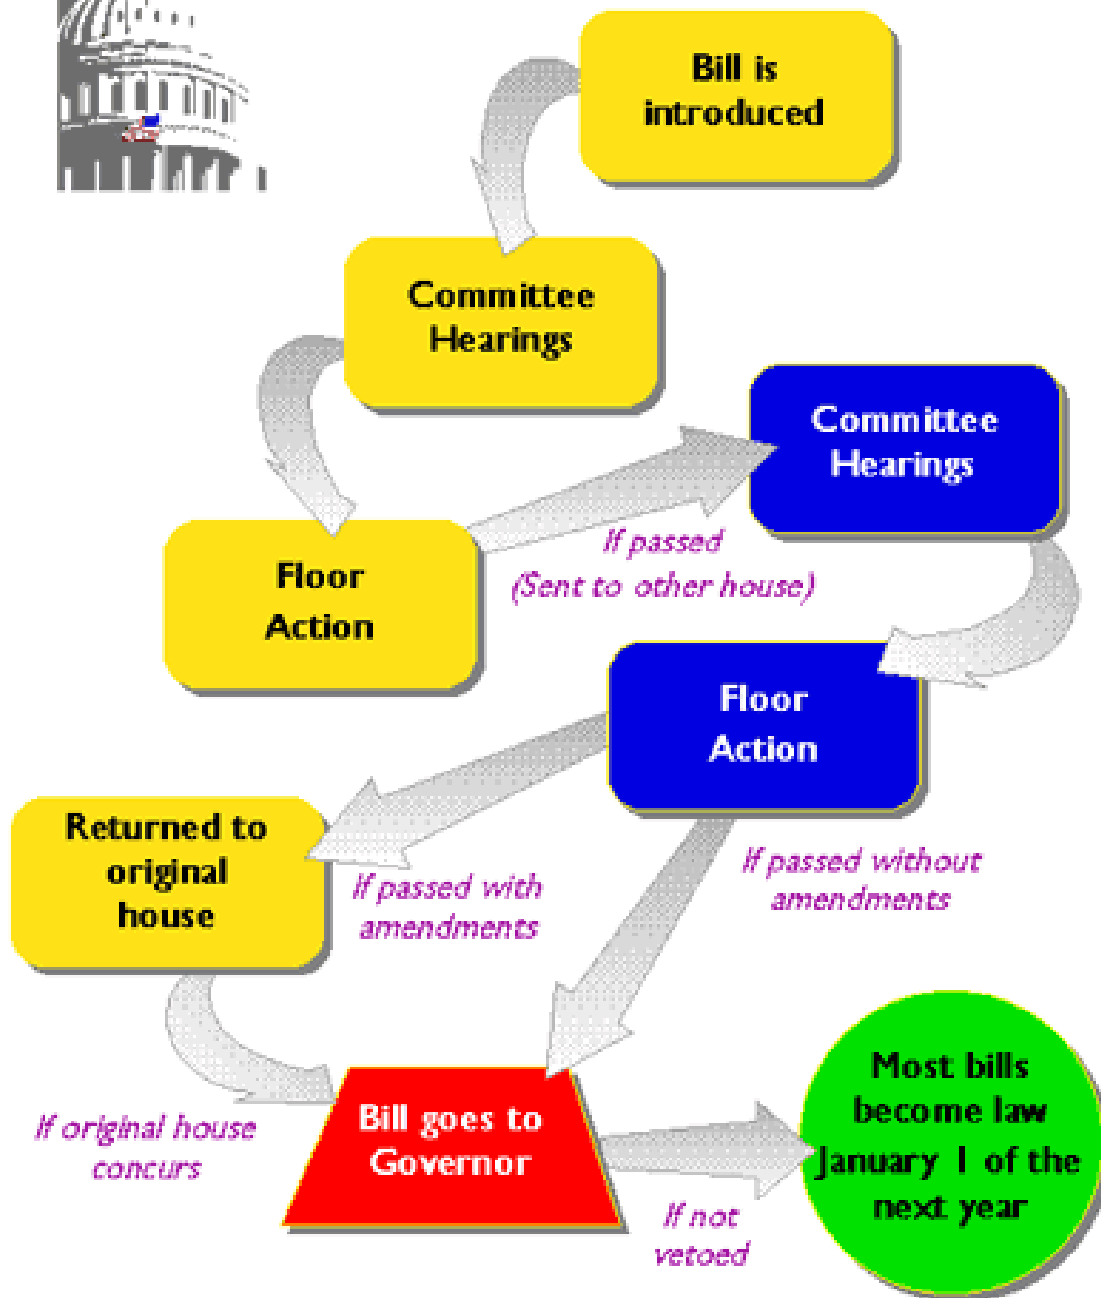 Bill is
introduced
Committee
Hearings
Committee
Hearings
If passed
(Sent to other house)
Floor
Action
Floor
Action
Returned to
original
house
If passed with
amendments
If passed without
amendments
If original house
concurs
Bill goes to
Governor
If not
vetoed
Most bills
become law
January 1 of the
next year